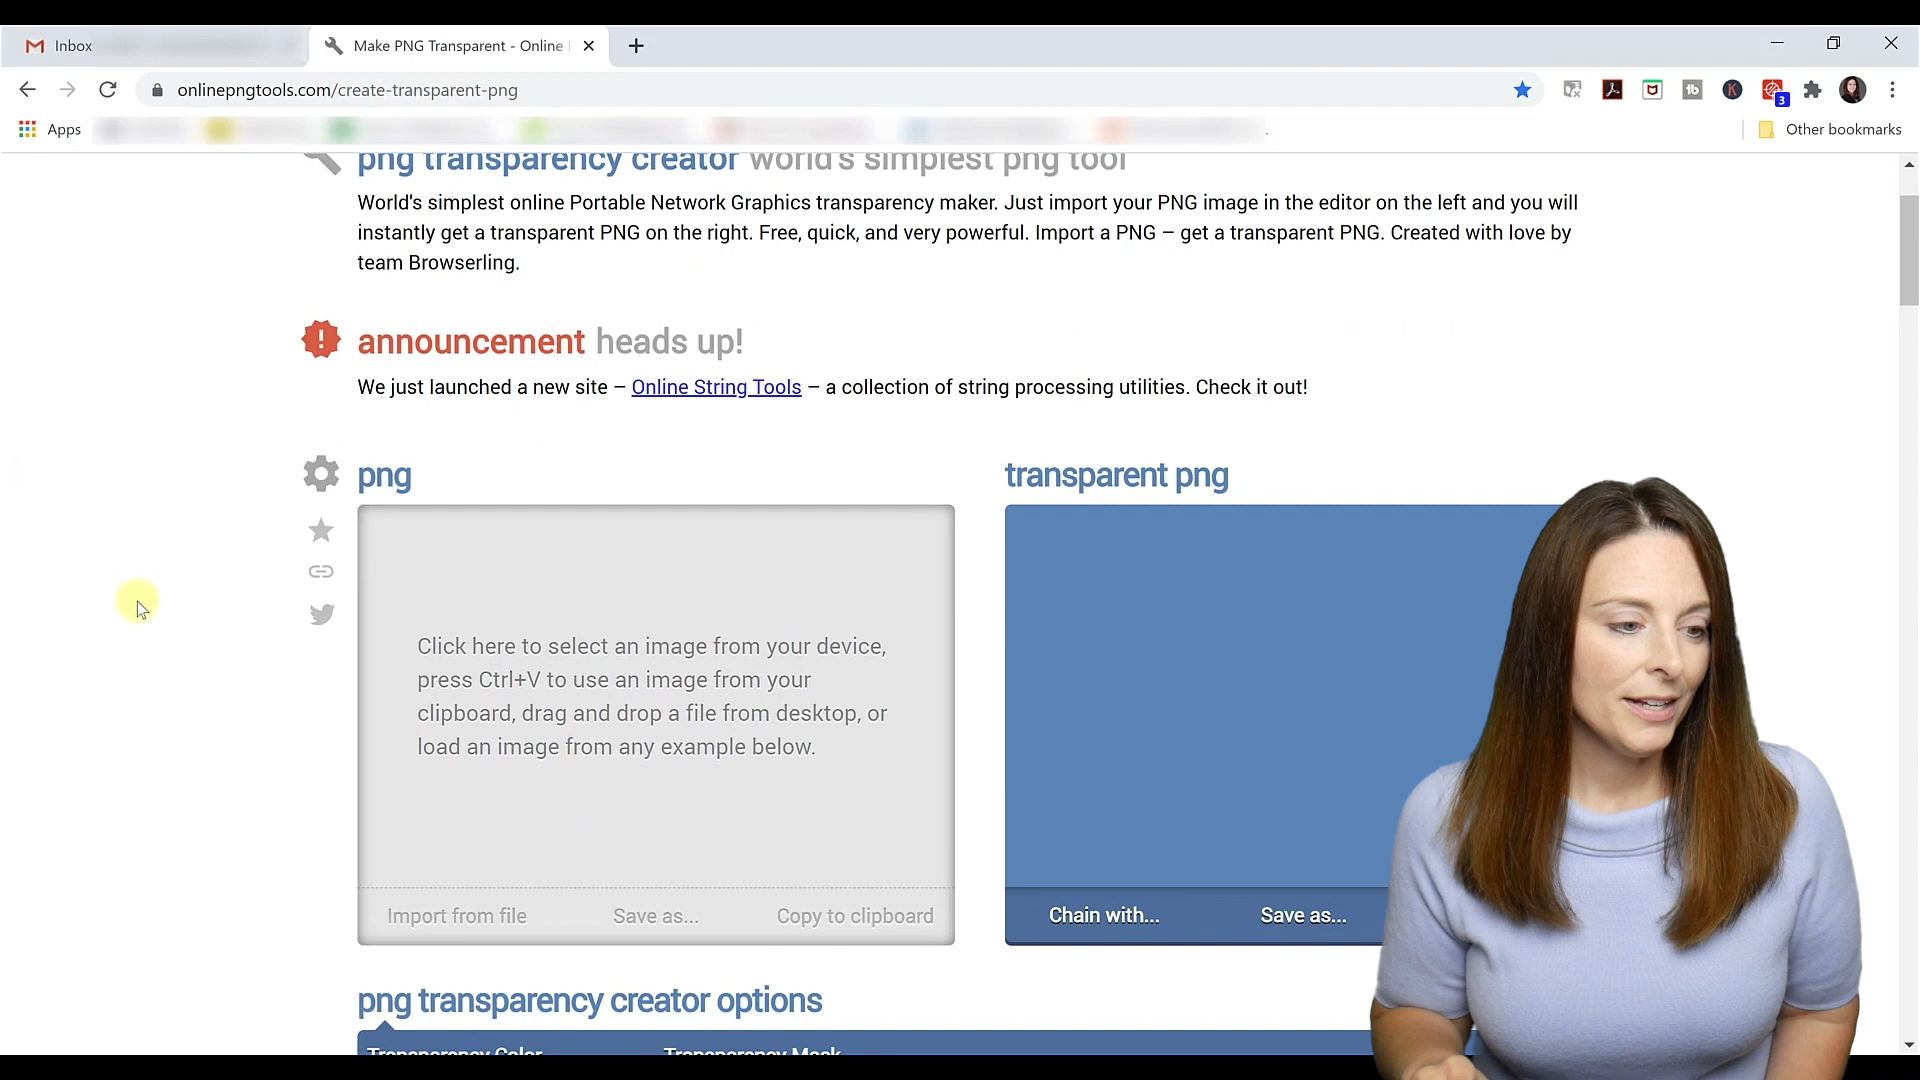 Inbox
Make PNG Transparent - Online
onlinepngtools.com/create-transparent-png
3
Apps
Other bookmarks
png transparency creator world's simplest png tool
World's simplest online Portable Network Graphics transparency maker. Just import your PNG image in the editor on the left and you will
instantly get a transparent PNG on the right. Free, quick, and very powerful. Import a PNG – get a transparent PNG. Created with love by
team Browserling.
announcement heads up!
We just launched a new site – Online String Tools – a collection of string processing utilities. Check it out!
png
transparent png
Click here to select an image from your device,
press Ctrl+V to use an image from your
clipboard, drag and drop a file from desktop, or
load an image from any example below.
Import from file
Save as...
Copy to clipboard
Chain with...
Save as...
png transparency creator options
Transparency Color
Transparency Mask